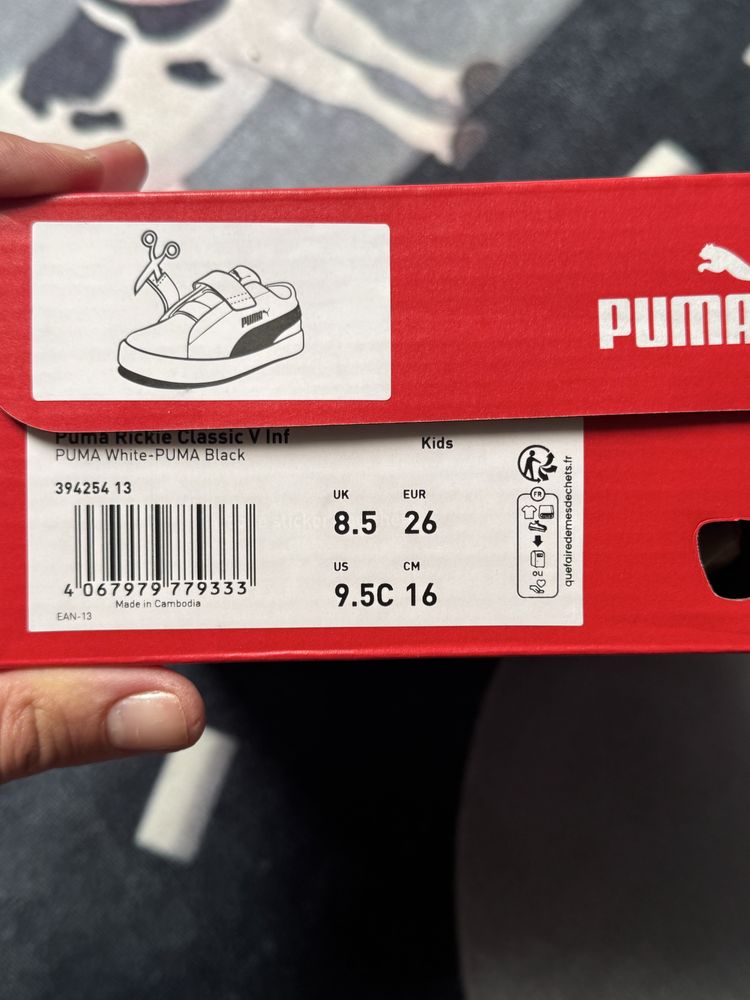 PUMA
PUMA
Puma Rickie Classic V Inf
PUMA White-PUMA Black
Kids
394254 13
UK
EUR
8.5
26
US
CM
9.5C
16
4 067979 779333
Made in Cambodia
EAN-13
FR
OU
quefairedemesdechets.fr